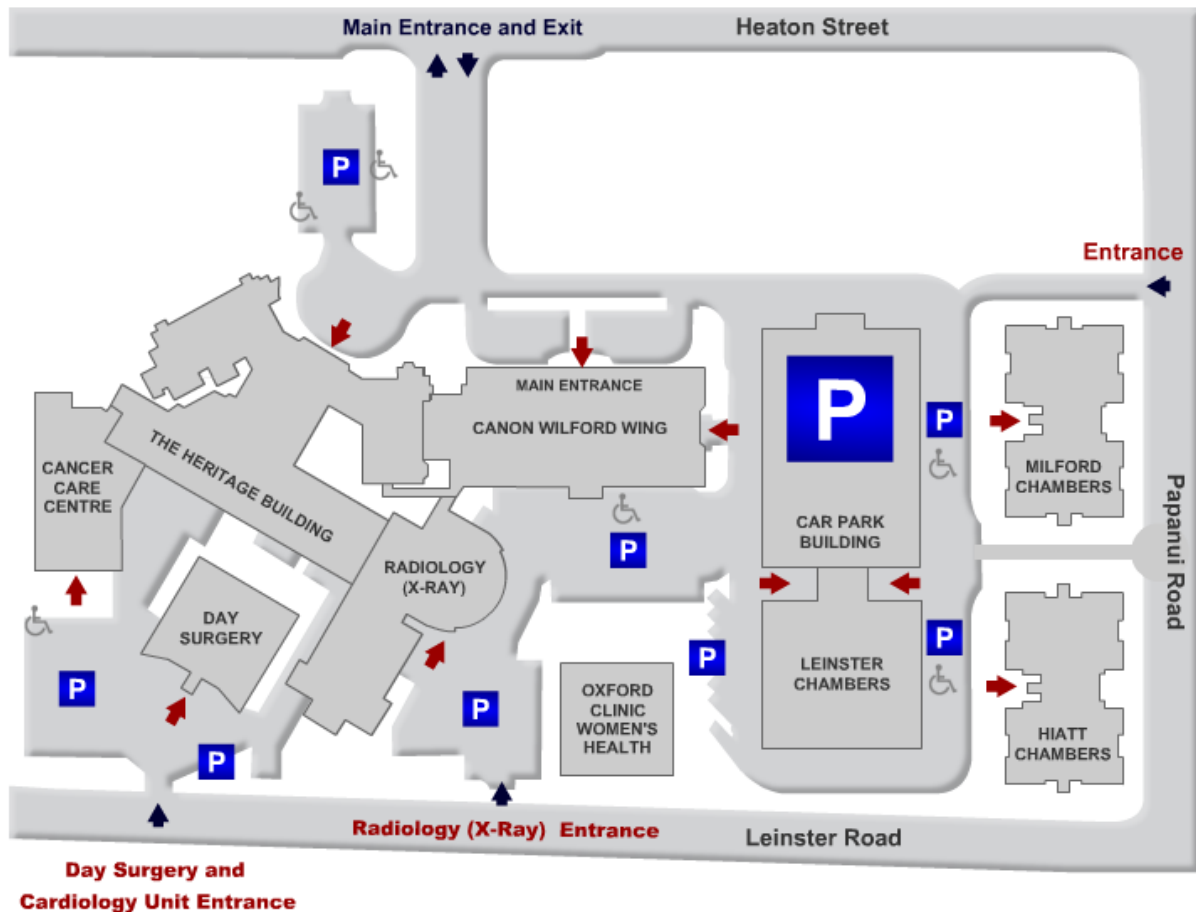 Main Entrance and Exit
Heaton Street
P
Entrance
MAIN ENTRANCE
CANON WILFORD WING
P
P
MILFORD
CHAMBERS
CANCER
CARE
CENTRE
THE HERITAGE BUILDING
CAR PARK
BUILDING
Papanui Road
P
RADIOLOGY
(X-RAY)
DAY
SURGERY
P
P
P
LEINSTER
CHAMBERS
P
P
OXFORD
CLINIC
WOMEN'S
HEALTH
HIATT
CHAMBERS
P
Radiology (X-Ray) Entrance
Leinster Road
Day Surgery and
Cardiology Unit Entrance